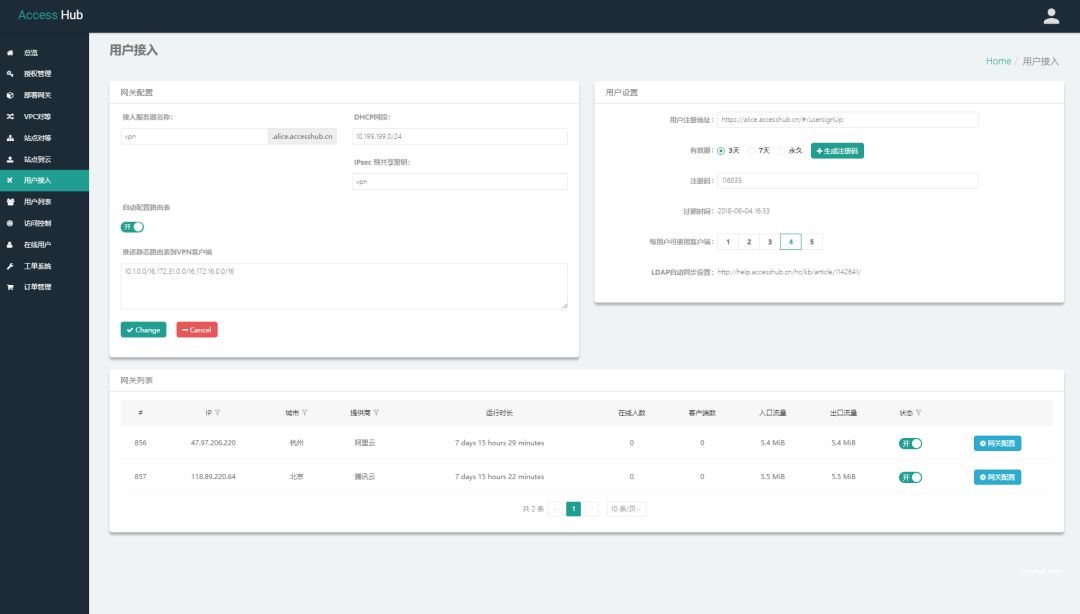 Access Hub
总览
授权管理
部署网关
VPC对等
站点对等
站点到云
用户接入
用户列表
访问控制
在线用户
工单系统
订单管理
用户接入
Home / 用户接入
网关配置
接入服务器名称:
vpn .alice.accesshub.cn
DHCP网段:
10.199.199.0/24
IPsec 预共享密钥:
vpn
自动配置路由表
开
推送静态路由表到VPN客户端
10.1.0.0/16,172.31.0.0/16,172.16.0.0/16
Change Cancel
用户设置
用户注册地址: https://alice.accesshub.cn/#/usersignUp
有效期: 3天 7天 永久 生成注册码
注册码: 116035
过期时间: 2018-06-04 16:33
每用户可使用客户端: 1 2 3 4 5
LDAP自动同步设置: http://help.accesshub.cn/hc/kb/article/1142641/
网关列表
# IP 城市 提供商 运行时长 在线人数 客户端数 入口流量 出口流量 状态
856 47.97.206.220 杭州 阿里云 7 days 15 hours 29 minutes 0 0 5.4 MiB 5.4 MiB 开 网关配置
857 118.89.220.64 北京 腾讯云 7 days 15 hours 22 minutes 0 0 5.5 MiB 5.5 MiB 开 网关配置
共 2 条 < 1 > 10 条/页